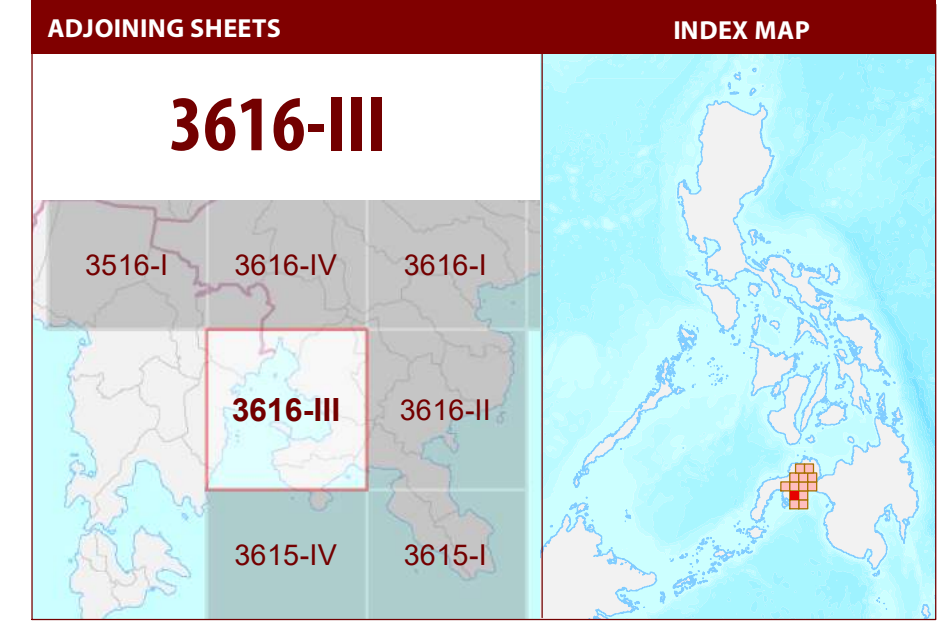 ADJOINING SHEETS
INDEX MAP
3616-III
3516-I
3616-IV
3616-I
3616-III
3616-II
3615-IV
3615-I